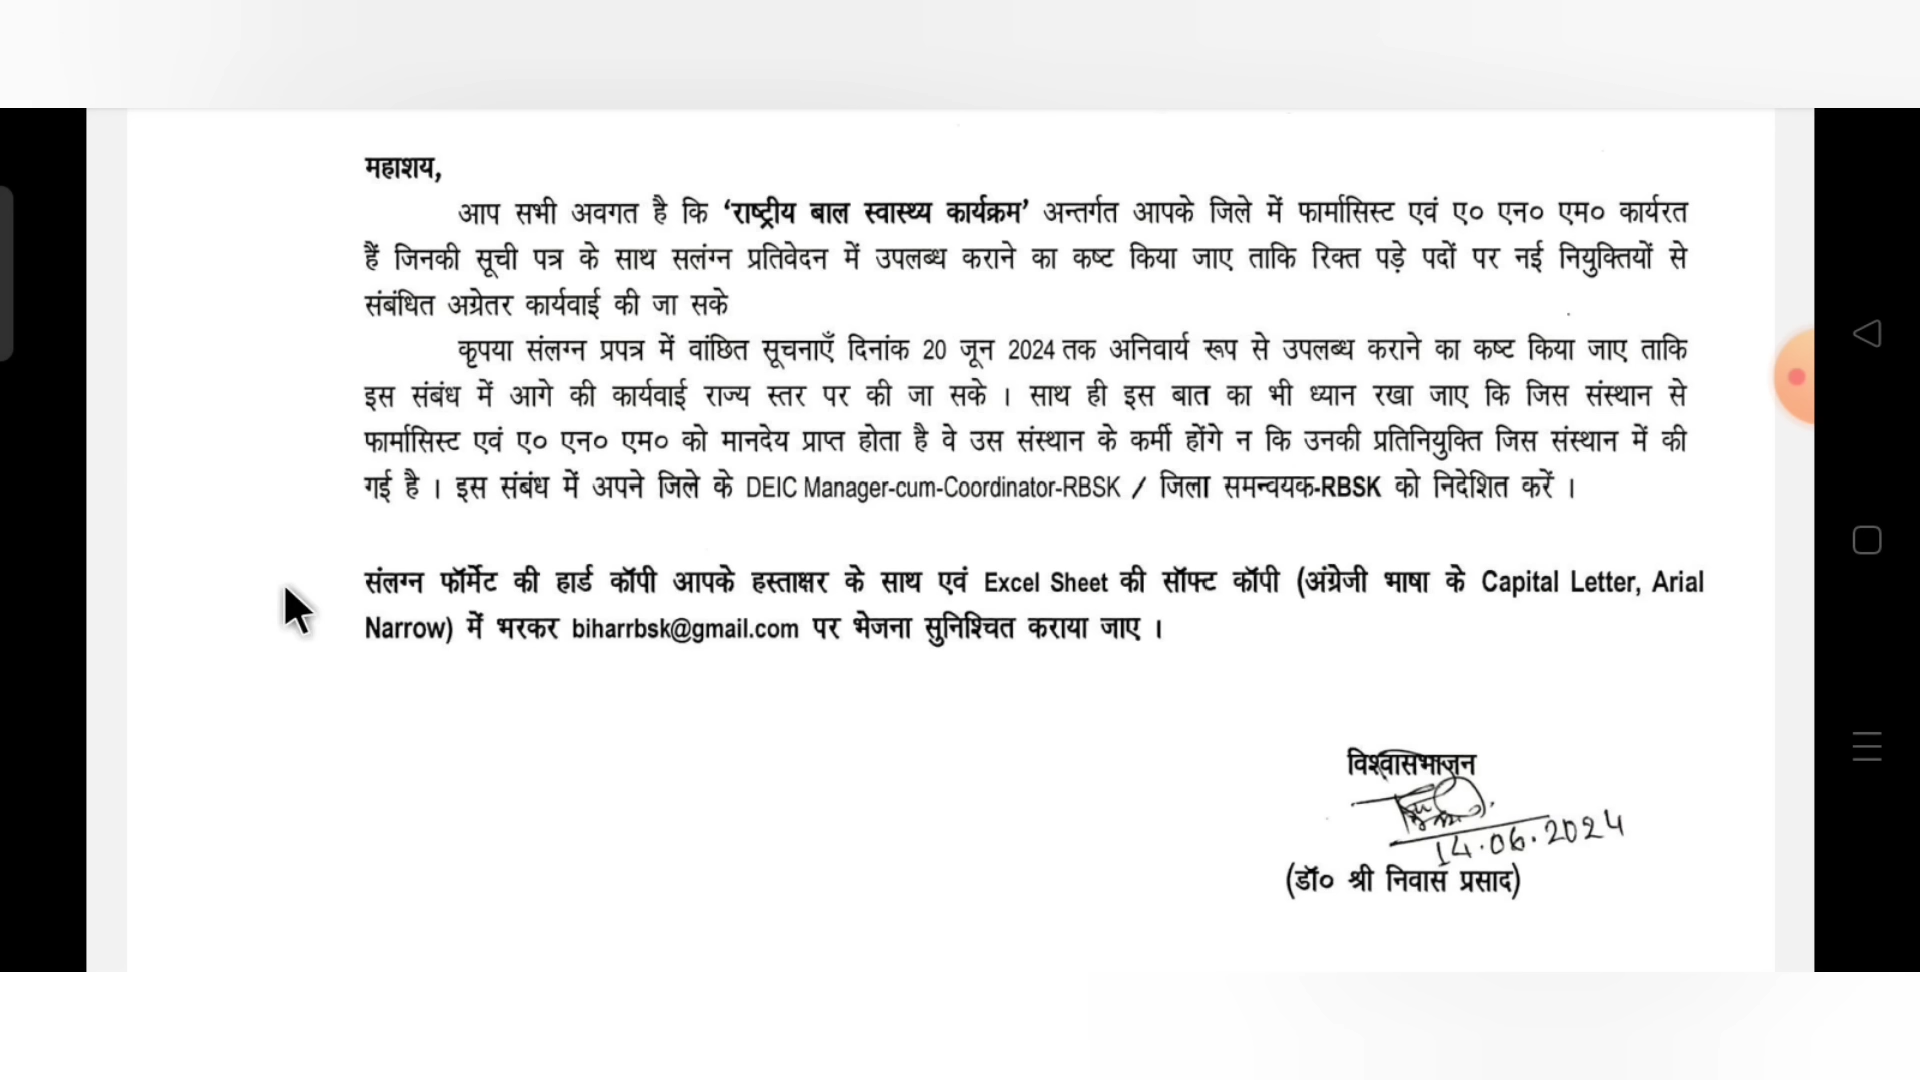 महाशय,
आप सभी अवगत है कि ‘राष्ट्रीय बाल स्वास्थ्य कार्यक्रम’ अन्तर्गत आपके जिले में फार्मासिस्ट एवं ए० एन० एम० कार्यरत
हैं जिनकी सूची पत्र के साथ सलंग्न प्रतिवेदन में उपलब्ध कराने का कष्ट किया जाए ताकि रिक्त पड़े पदों पर नई नियुक्तियों से
संबंधित अग्रेतर कार्यवाई की जा सके
कृपया संलग्न प्रपत्र में वांछित सूचनाएँ दिनांक 20 जून 2024 तक अनिवार्य रूप से उपलब्ध कराने का कष्ट किया जाए ताकि
इस संबंध में आगे की कार्यवाई राज्य स्तर पर की जा सके । साथ ही इस बात का भी ध्यान रखा जाए कि जिस संस्थान से
फार्मासिस्ट एवं ए० एन० एम० को मानदेय प्राप्त होता है वे उस संस्थान के कर्मी होंगे न कि उनकी प्रतिनियुक्ति जिस संस्थान में की
गई है । इस संबंध में अपने जिले के DEIC Manager-cum-Coordinator-RBSK / जिला समन्वयक-RBSK को निदेशित करें ।
संलग्न फॉर्मेट की हार्ड कॉपी आपके हस्ताक्षर के साथ एवं Excel Sheet की सॉफ्ट कॉपी (अंग्रेजी भाषा के Capital Letter, Arial
Narrow) में भरकर biharrbsk@gmail.com पर भेजना सुनिश्चित कराया जाए ।
विश्वासभाजन
14.06.2024
(डॉ० श्री निवास प्रसाद)